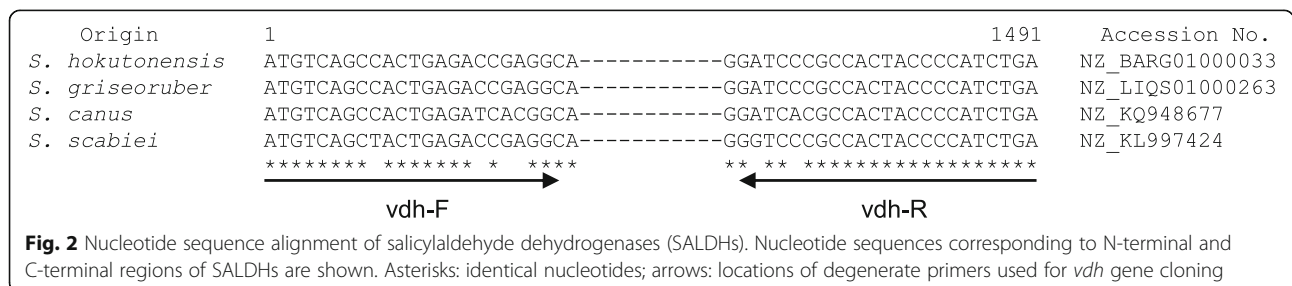 Origin 1 1491 Accession No.
S. hokutonensis ATGTCAGCCACTGAGACCGAGGCA-----------GGATCCCGCCACTACCCCATCTGA NZ_BARG01000033
S. griseoruber ATGTCAGCCACTGAGACCGAGGCA-----------GGATCCCGCCACTACCCCATCTGA NZ_LIQS01000263
S. canus ATGTCAGCCACTGAGATCACGGCA-----------GGATCACGCCACTACCCCATCTGA NZ_KQ948677
S. scabiei ATGTCAGCTACTGAGACCGAGGCA-----------GGGTCCCGCCACTACCCCATCTGA NZ_KL997424
******** ******* * **** ** ** ******************
vdh-F vdh-R
Fig. 2 Nucleotide sequence alignment of salicylaldehyde dehydrogenases (SALDHs). Nucleotide sequences corresponding to N-terminal and
C-terminal regions of SALDHs are shown. Asterisks: identical nucleotides; arrows: locations of degenerate primers used for vdh gene cloning